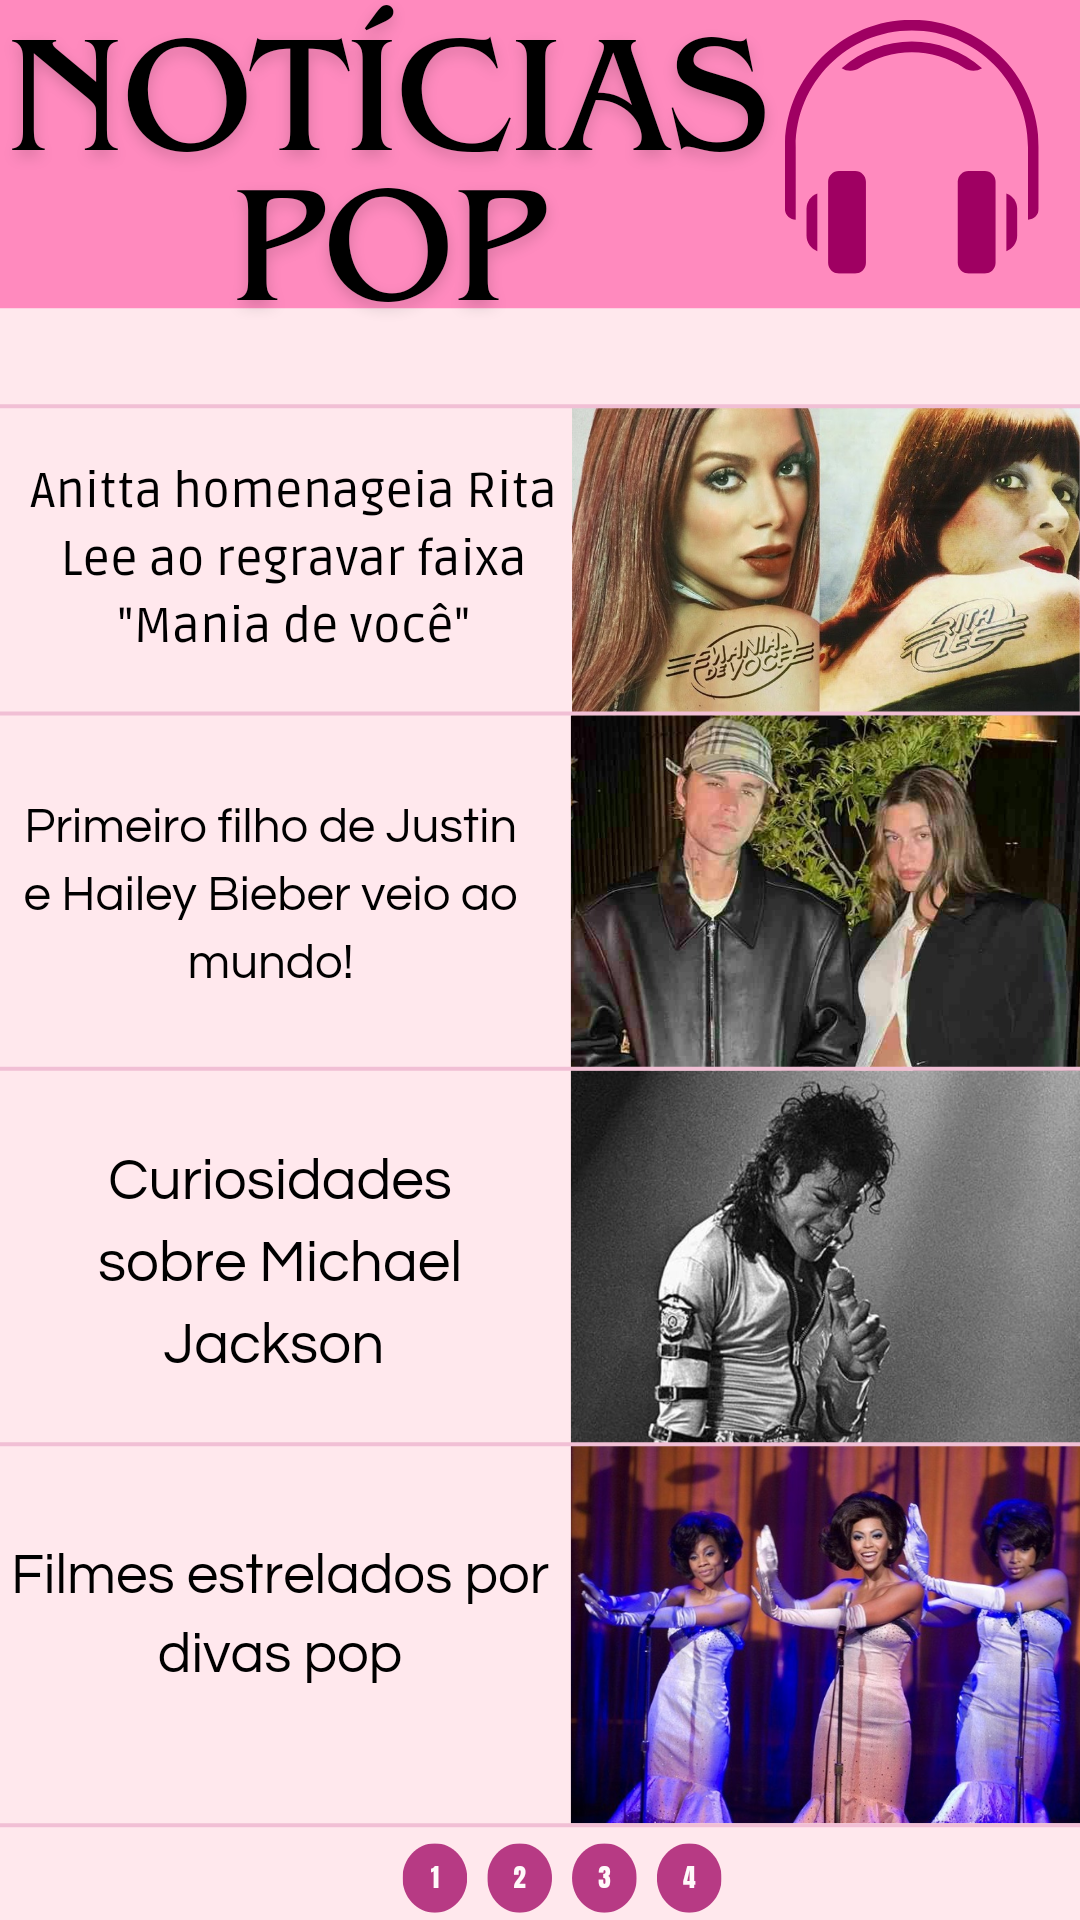 NOTÍCIAS
POP
Anitta homenageia Rita
Lee ao regravar faixa
"Mania de você"
MANIA
DE VOCÊ
RITA
LEE
Primeiro filho de Justin
e Hailey Bieber veio ao
mundo!
Curiosidades
sobre Michael
Jackson
Filmes estrelados por
divas pop
1 2 3 4